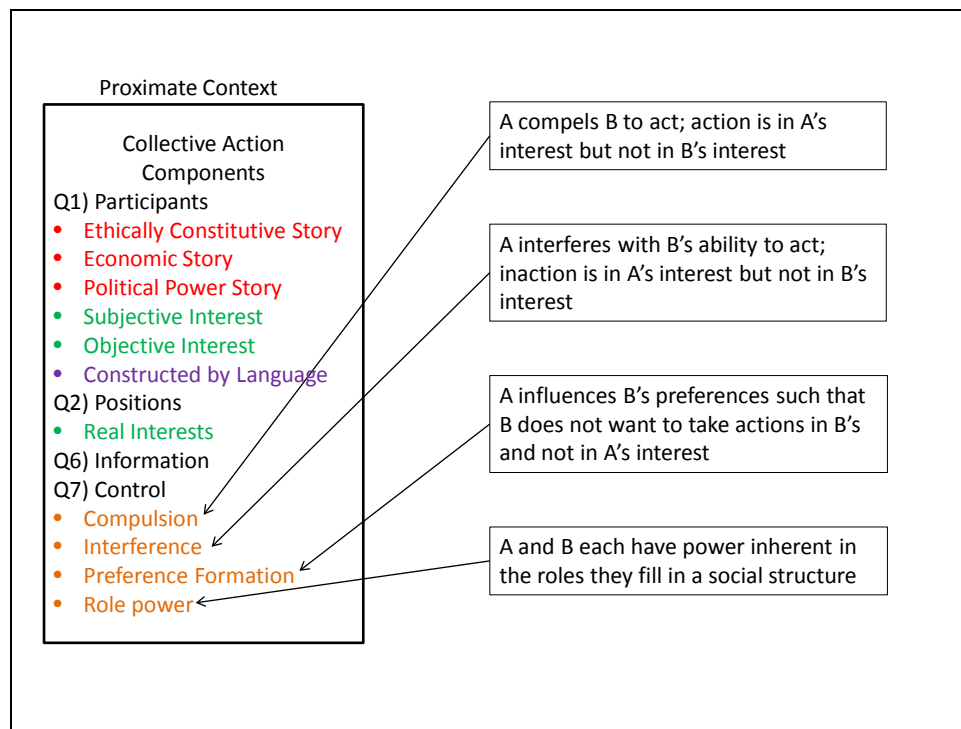 Proximate Context
Collective Action
Components
Q1) Participants
• Ethically Constitutive Story
• Economic Story
• Political Power Story
• Subjective Interest
• Objective Interest
• Constructed by Language
Q2) Positions
• Real Interests
Q6) Information
Q7) Control
• Compulsion
• Interference
• Preference Formation
• Role power
A compels B to act; action is in A’s
interest but not in B’s interest
A interferes with B’s ability to act;
inaction is in A’s interest but not in B’s
interest
A influences B’s preferences such that
B does not want to take actions in B’s
and not in A’s interest
A and B each have power inherent in
the roles they fill in a social structure